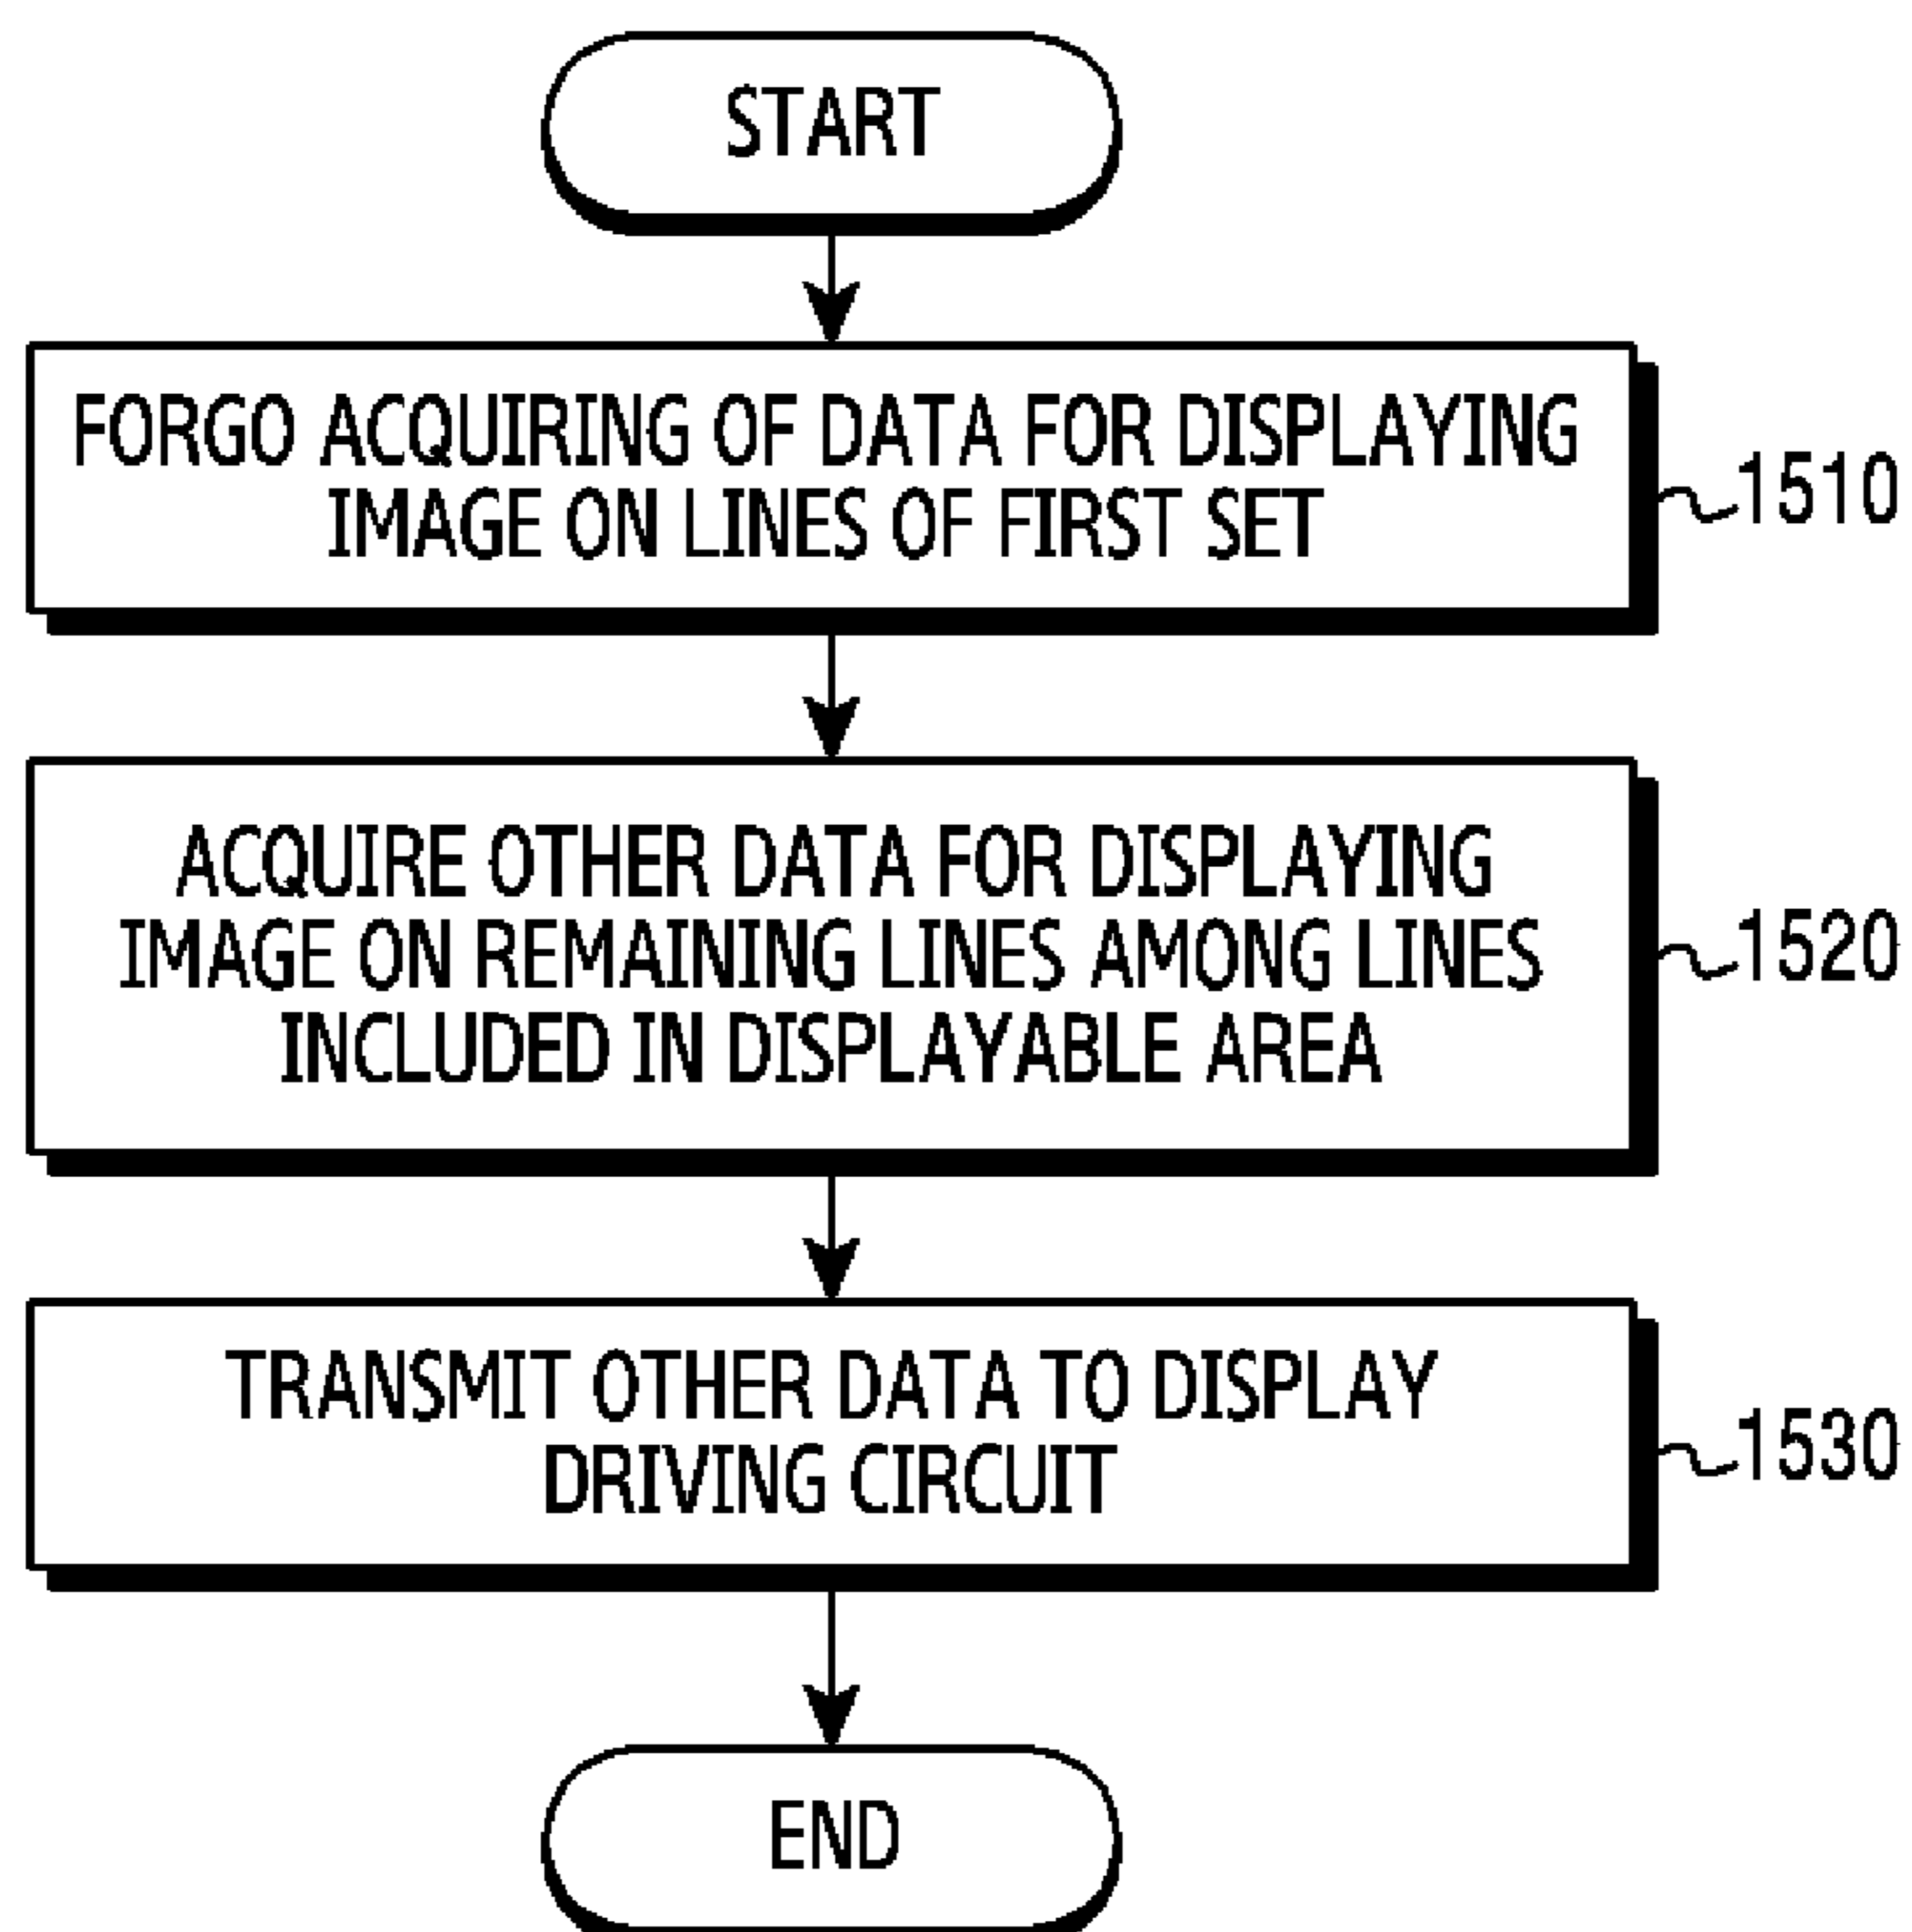 START
FORGO ACQUIRING OF DATA FOR DISPLAYING
IMAGE ON LINES OF FIRST SET
1510
ACQUIRE OTHER DATA FOR DISPLAYING
IMAGE ON REMAINING LINES AMONG LINES
INCLUDED IN DISPLAYABLE AREA
1520
TRANSMIT OTHER DATA TO DISPLAY
DRIVING CIRCUIT
1530
END